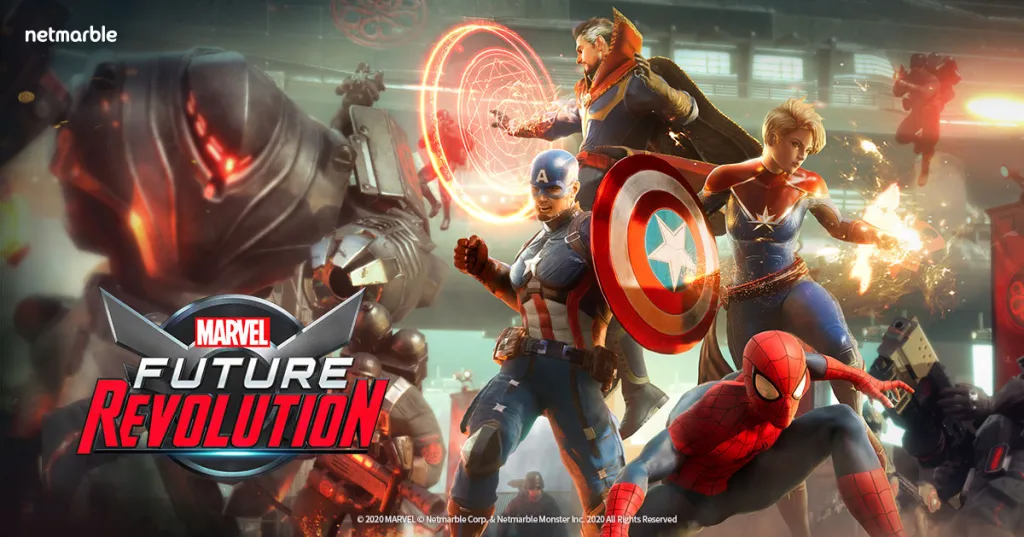 netmarble
MARVEL
FUTURE
REVOLUTION
A
© 2020 MARVEL © Netmarble Corp. & Netmarble Monster Inc. 2020 All Rights Reserved